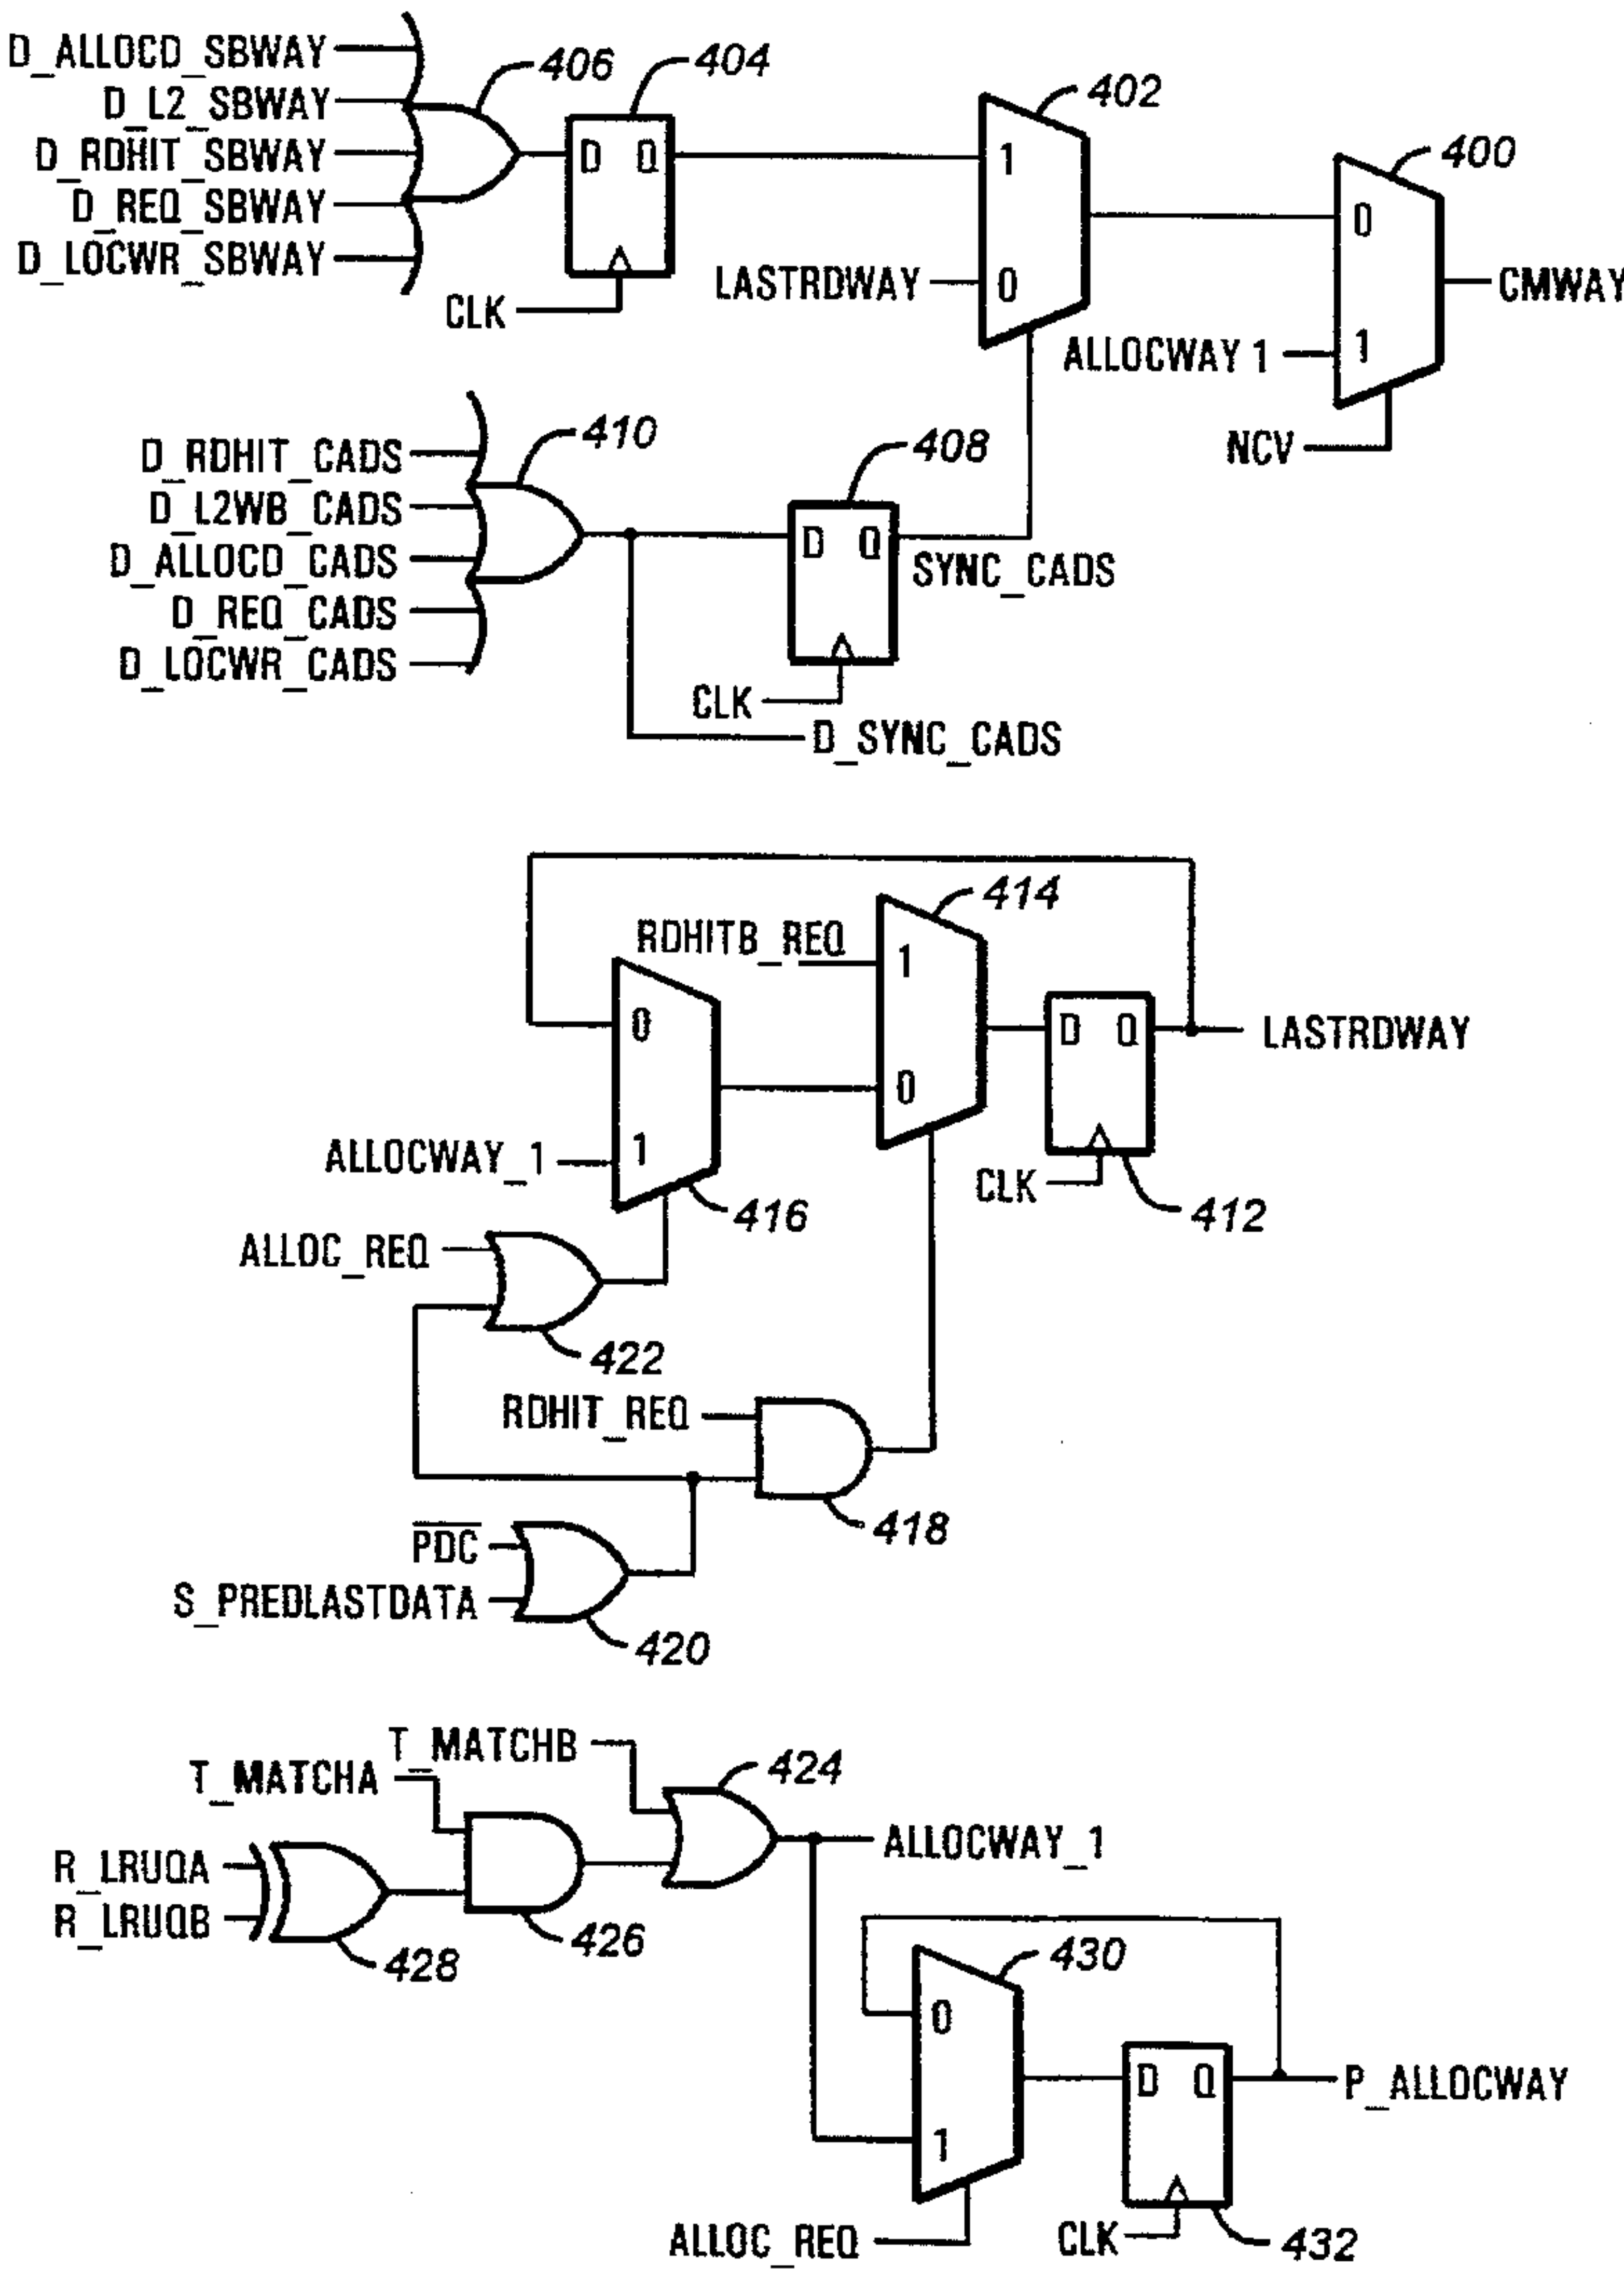 D_ALLOCD_SBWAY
D_L2_SBWAY
D_RDHIT_SBWAY
D_REQ_SBWAY
D_LOCWR_SBWAY
406
404
D Q
CLK
402
1
LASTRDWAY
0
400
0
ALLOCWAY 1
1
CMWAY
NCV
D_RDHIT_CADS
D_L2WB_CADS
D_ALLOCD_CADS
D_REQ_CADS
D_LOCWR_CADS
410
408
D Q
SYNC_CADS
CLK
D_SYNC_CADS
414
RDHITB_REQ
1
0
0
D Q
LASTRDWAY
ALLOCWAY_1
1
CLK
416
412
ALLOC_REQ
422
RDHIT_REQ
418
P̅D̅C̅
S_PREDLASTDATA
420
T_MATCHB
T_MATCHA
424
ALLOCWAY_1
R_LRUQA
R_LRUQB
426
428
430
0
D Q
P_ALLOCWAY
1
ALLOC_REQ
CLK
432